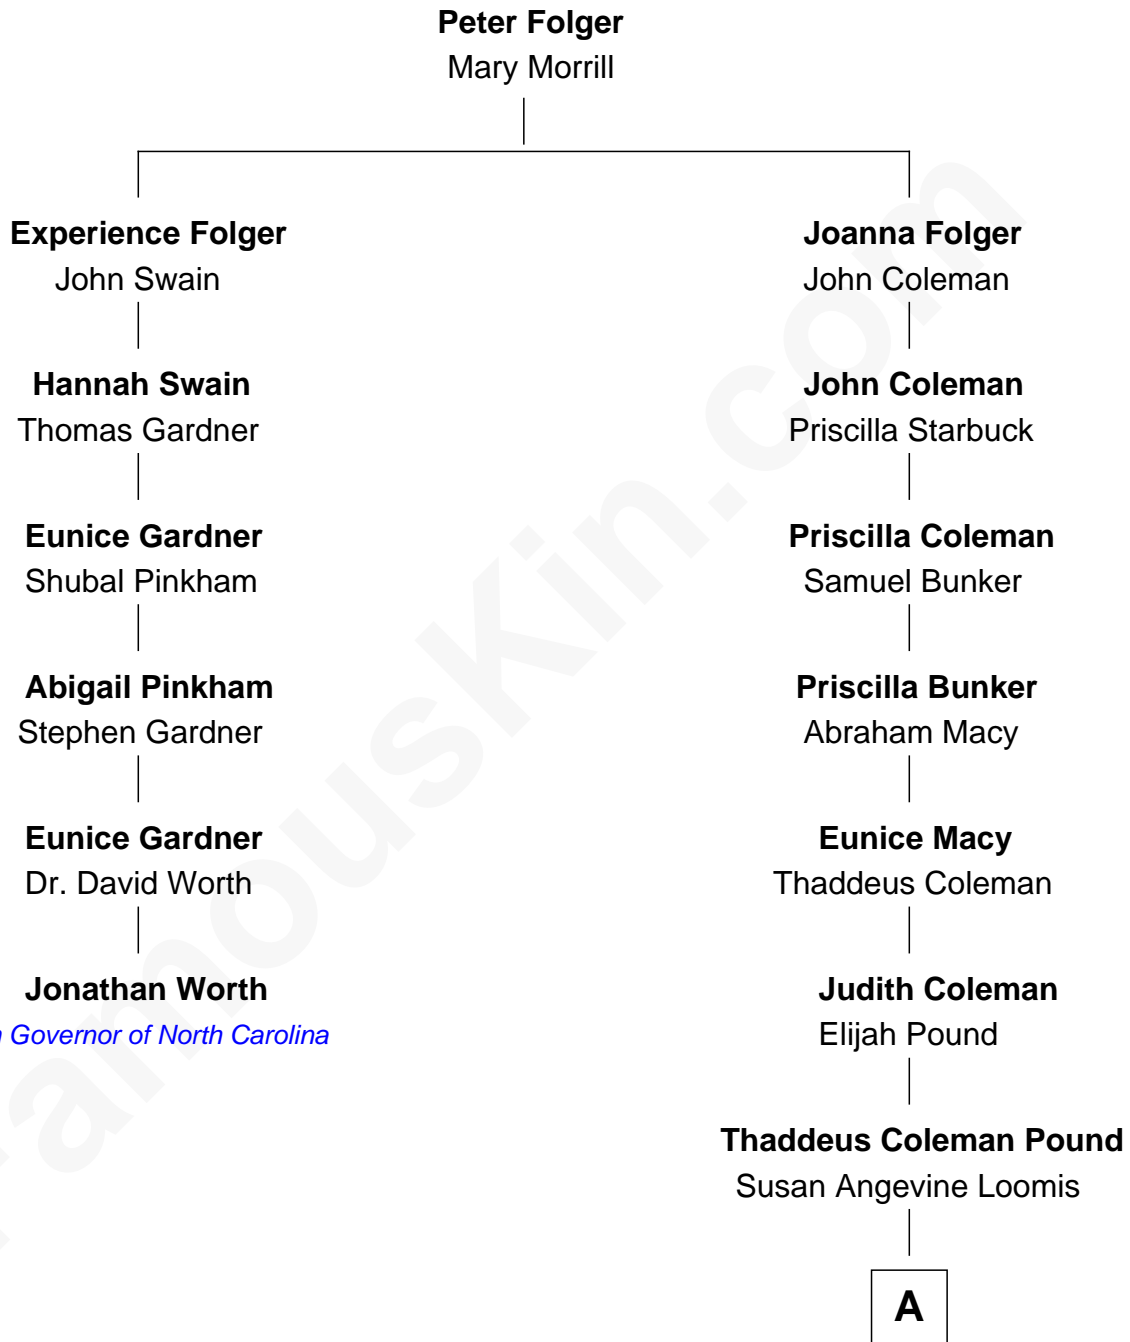 Peter Folger
Mary Morrill
Experience Folger
John Swain
Joanna Folger
John Coleman
Hannah Swain
Thomas Gardner
John Coleman
Priscilla Starbuck
Eunice Gardner
Shubal Pinkham
Priscilla Coleman
Samuel Bunker
Abigail Pinkham
Stephen Gardner
Priscilla Bunker
Abraham Macy
Eunice Gardner
Dr. David Worth
Eunice Macy
Thaddeus Coleman
Jonathan Worth
Governor of North Carolina
Judith Coleman
Elijah Pound
Thaddeus Coleman Pound
Susan Angevine Loomis
A
FamousKin.com